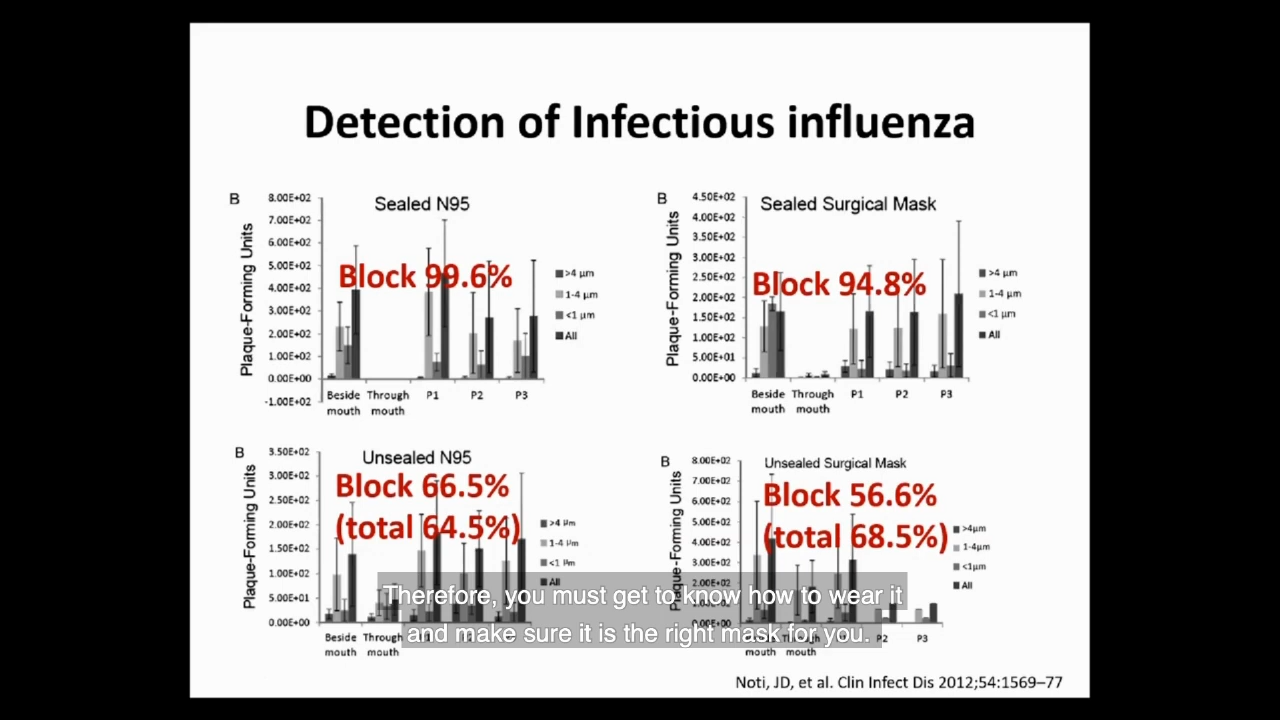 Detection of Infectious influenza
B
Sealed N95
Plaque-Forming Units
8.00E+02
7.00E+02
6.00E+02
5.00E+02
4.00E+02
3.00E+02
2.00E+02
1.00E+02
0.00E+00
-1.00E+02
Block 99.6%
>4 µm
1-4 µm
<1 µm
All
Beside mouth
Through mouth
P1
P2
P3
B
Sealed Surgical Mask
Plaque-Forming Units
4.50E+02
4.00E+02
3.50E+02
3.00E+02
2.50E+02
2.00E+02
1.50E+02
1.00E+02
5.00E+01
0.00E+00
Block 94.8%
>4 µm
1-4 µm
<1 µm
All
Beside mouth
Through mouth
P1
P2
P3
B
Unsealed N95
Plaque-Forming Units
3.50E+02
3.00E+02
2.50E+02
2.00E+02
1.50E+02
1.00E+02
5.00E+01
0.00E+00
Block 66.5%
(total 64.5%)
>4 µm
1-4 µm
<1 µm
All
Beside mouth
Through mouth
B
Unsealed Surgical Mask
Plaque-Forming Units
8.00E+02
7.00E+02
6.00E+02
5.00E+02
4.00E+02
3.00E+02
2.00E+02
0.00E+00
Block 56.6%
(total 68.5%)
>4µm
1-4µm
<1µm
All
mouth
mouth
P2
P3
Therefore, you must get to know how to wear it
and make sure it is the right mask for you.
Noti, JD, et al. Clin Infect Dis 2012;54:1569–77